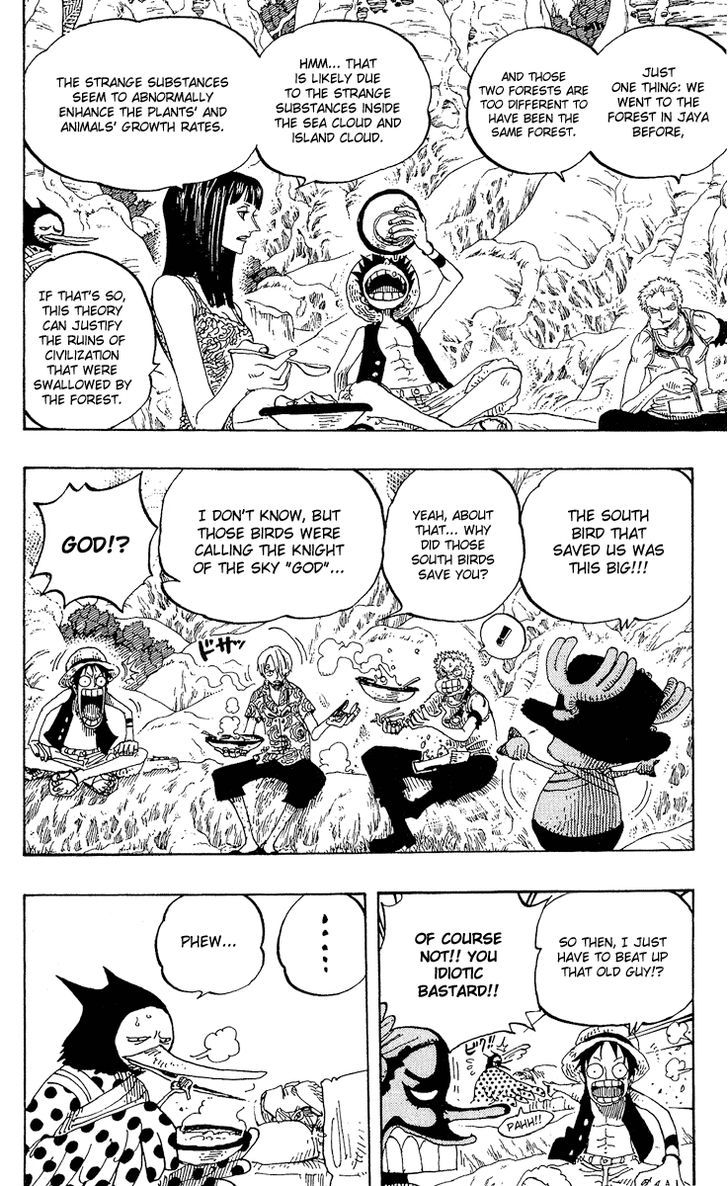 JUST
ONE THING: WE
WENT TO THE
FOREST IN JAYA
BEFORE,
AND THOSE
TWO FORESTS ARE
TOO DIFFERENT TO
HAVE BEEN THE
SAME FOREST.
HMM... THAT
IS LIKELY DUE
TO THE STRANGE
SUBSTANCES INSIDE
THE SEA CLOUD AND
ISLAND CLOUD.
THE STRANGE SUBSTANCES
SEEM TO ABNORMALLY
ENHANCE THE PLANTS' AND
ANIMALS' GROWTH RATES.
IF THAT'S SO,
THIS THEORY
CAN JUSTIFY
THE RUINS OF
CIVILIZATION
THAT WERE
SWALLOWED BY
THE FOREST.
THE SOUTH
BIRD THAT
SAVED US WAS
THIS BIG!!!
!
YEAH, ABOUT
THAT... WHY
DID THOSE
SOUTH BIRDS
SAVE YOU?
I DON'T KNOW, BUT
THOSE BIRDS WERE
CALLING THE KNIGHT
OF THE SKY "GOD"...
ドサッ
GOD!?
SO THEN, I JUST
HAVE TO BEAT UP
THAT OLD GUY!?
OF COURSE
NOT!! YOU
IDIOTIC
BASTARD!!
ビクッ!!
PAHH!!
....
PHEW...